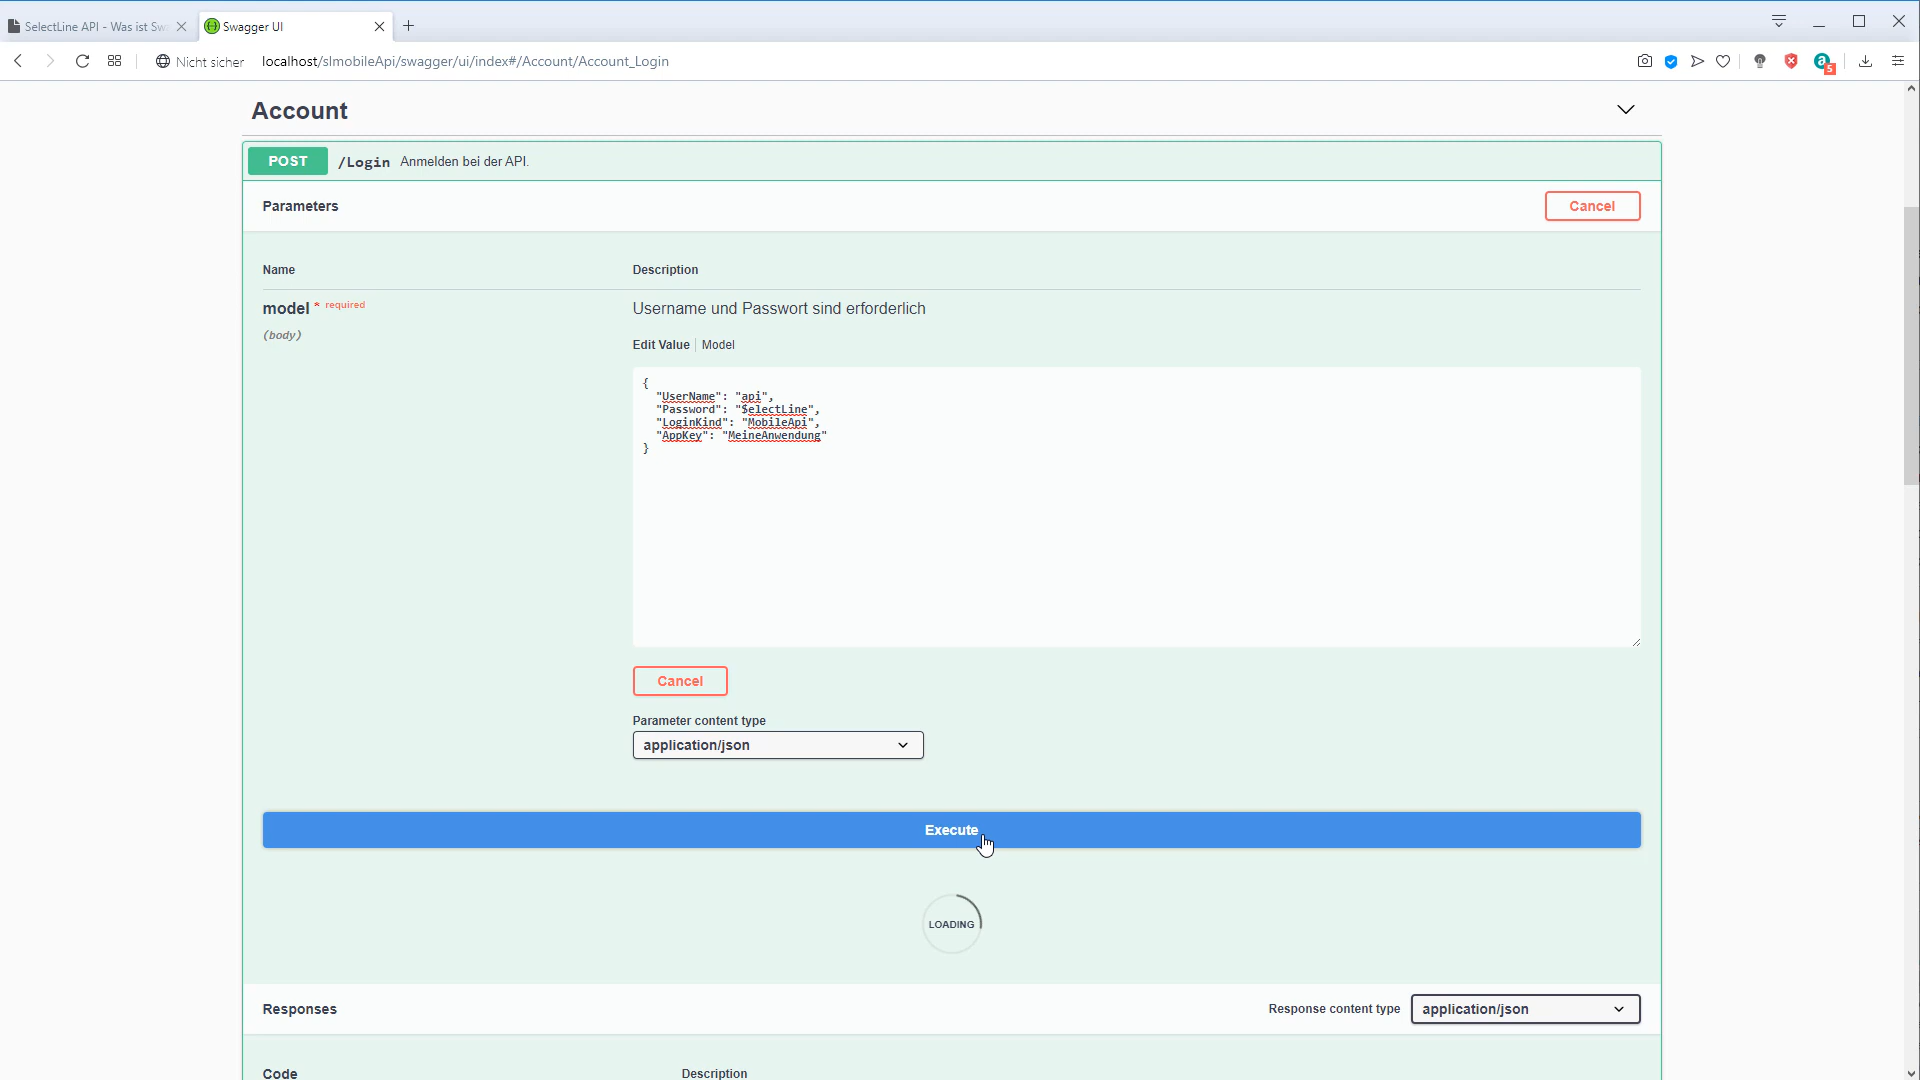 SelectLine API - Was ist Sw
Swagger UI
Nicht sicher localhost/slmobileApi/swagger/ui/index#/Account/Account_Login
a
5
Account
POST /Login Anmelden bei der API.
Parameters Cancel
Name Description
model * required Username und Passwort sind erforderlich
(body)
Edit Value | Model
{
"UserName": "api",
"Password": "$electLine",
"LoginKind": "MobileApi",
"AppKey": "MeineAnwendung"
}
Cancel
Parameter content type
application/json
Execute
LOADING
Responses Response content type application/json
Code Description